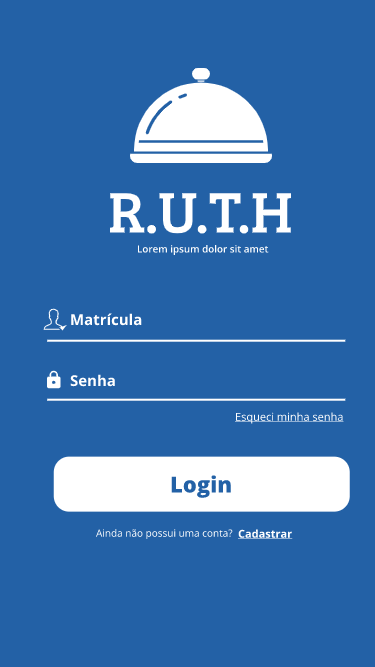 R.U.T.H
Lorem ipsum dolor sit amet
Matrícula
Senha
Esqueci minha senha
Login
Ainda não possui uma conta? Cadastrar